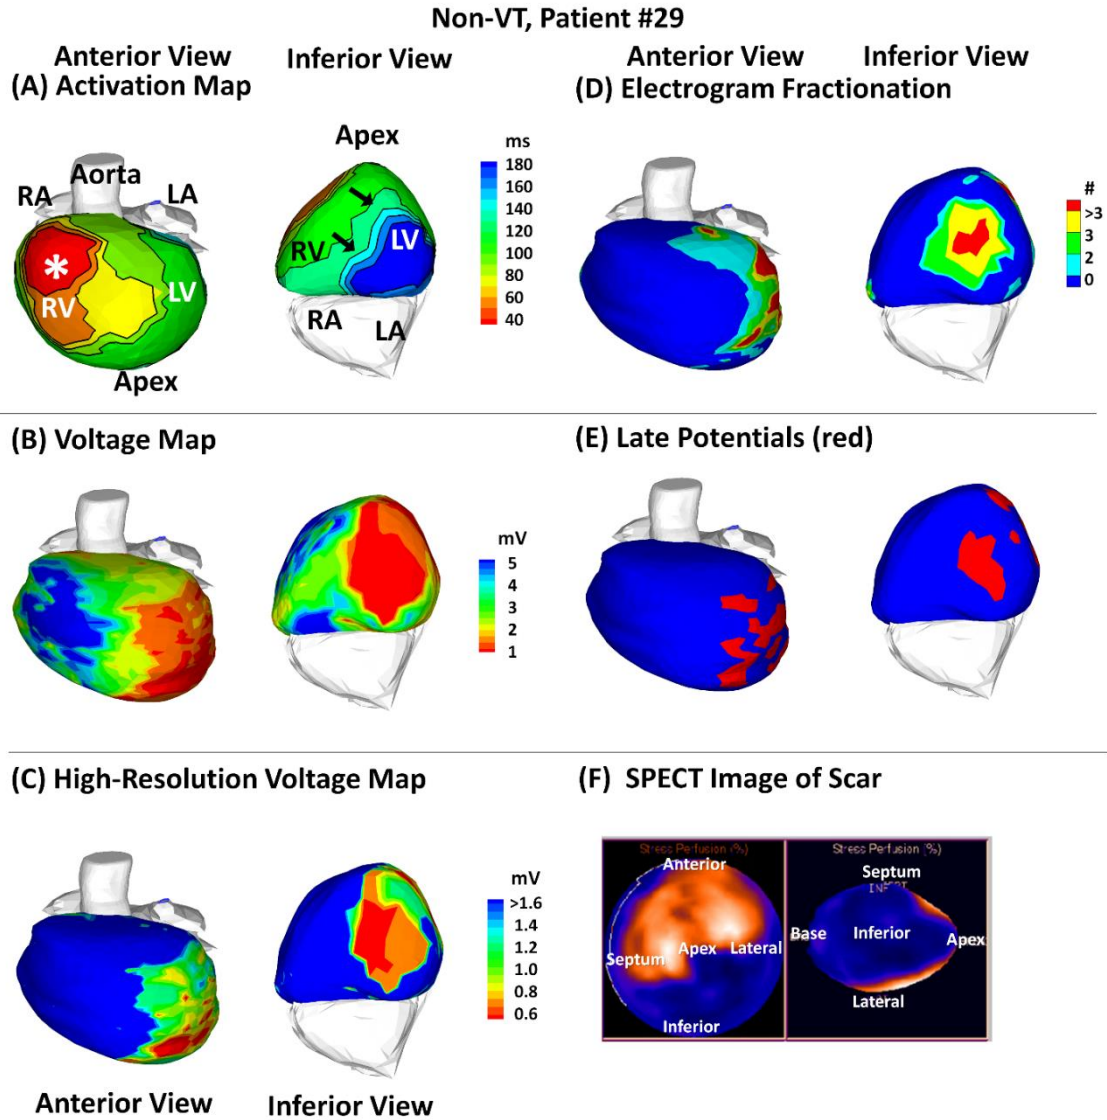 Non-VT, Patient #29
Anterior View
Inferior View
(A) Activation Map
Aorta
RA
LA
*
RV
LV
Apex
Apex
RV
LV
RA
LA
ms
180
160
140
120
100
80
60
40
Anterior View
Inferior View
(D) Electrogram Fractionation
#
>3
3
2
0
(B) Voltage Map
mV
5
4
3
2
1
(E) Late Potentials (red)
(C) High-Resolution Voltage Map
mV
>1.6
1.4
1.2
1.0
0.8
0.6
Anterior View
Inferior View
(F) SPECT Image of Scar
Stress Perfusion (%)
Anterior
Septum
Apex
Lateral
Inferior
Stress Perfusion (%)
Septum
Base
Inferior
Apex
Lateral